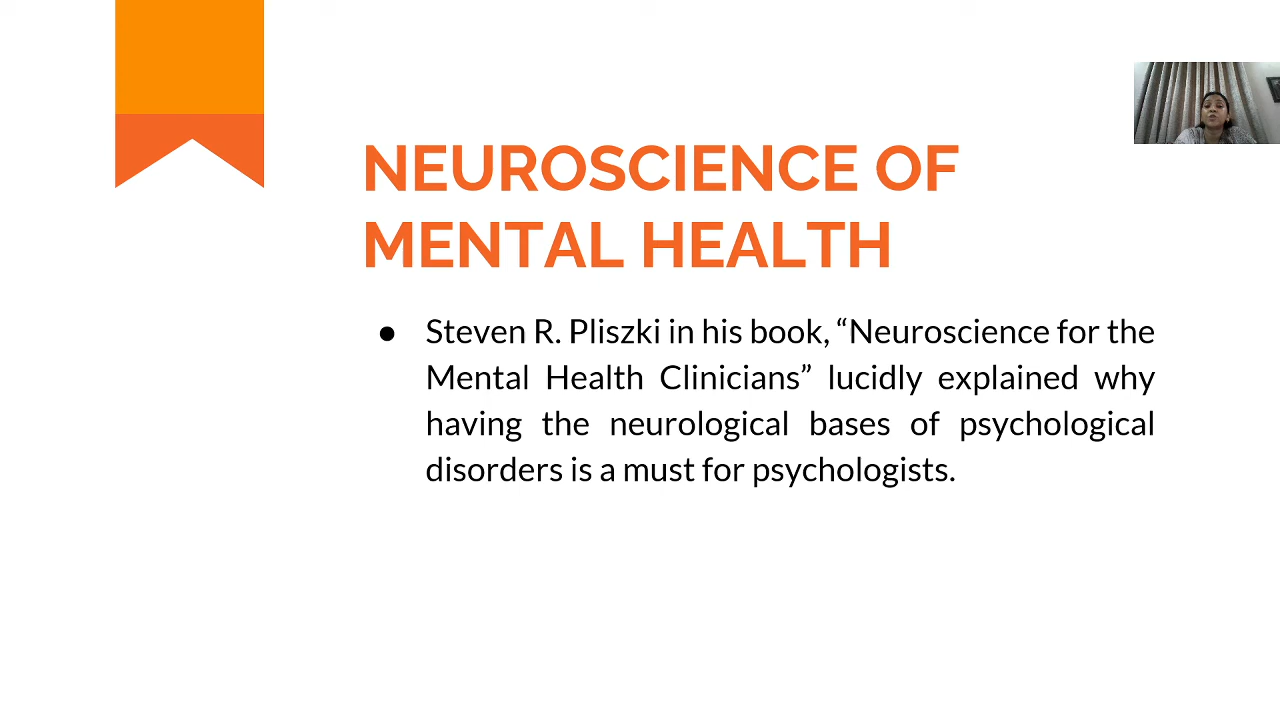 NEUROSCIENCE OF
MENTAL HEALTH
● Steven R. Pliszki in his book, “Neuroscience for the
Mental Health Clinicians” lucidly explained why
having the neurological bases of psychological
disorders is a must for psychologists.